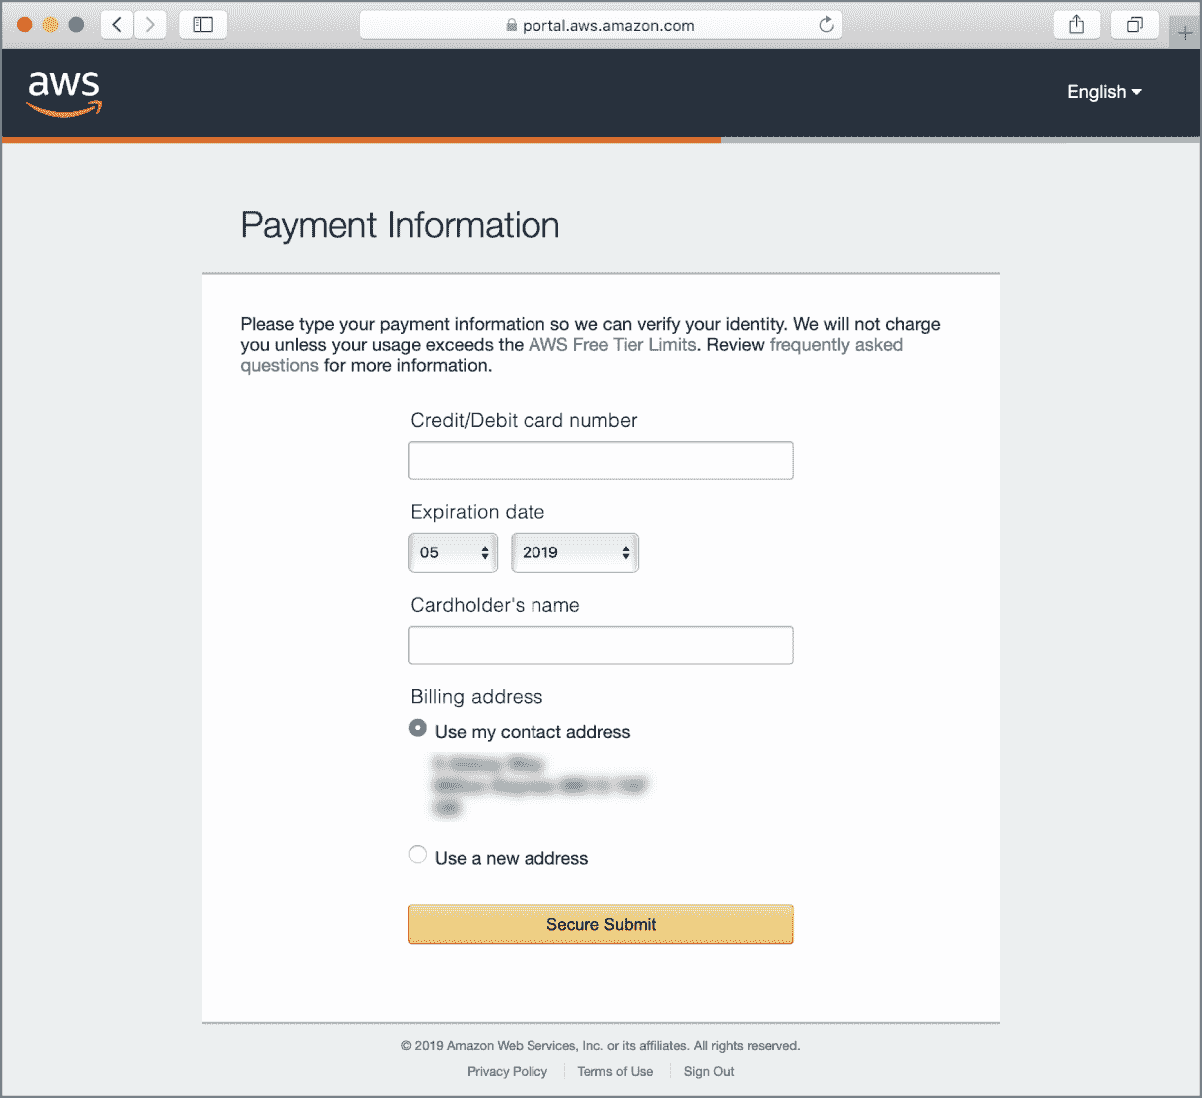 portal.aws.amazon.com
aws
English
Payment Information
Please type your payment information so we can verify your identity. We will not charge
you unless your usage exceeds the AWS Free Tier Limits. Review frequently asked
questions for more information.
Credit/Debit card number
Expiration date
05 2019
Cardholder's name
Billing address
Use my contact address
Use a new address
Secure Submit
© 2019 Amazon Web Services, Inc. or its affiliates. All rights reserved.
Privacy Policy Terms of Use Sign Out